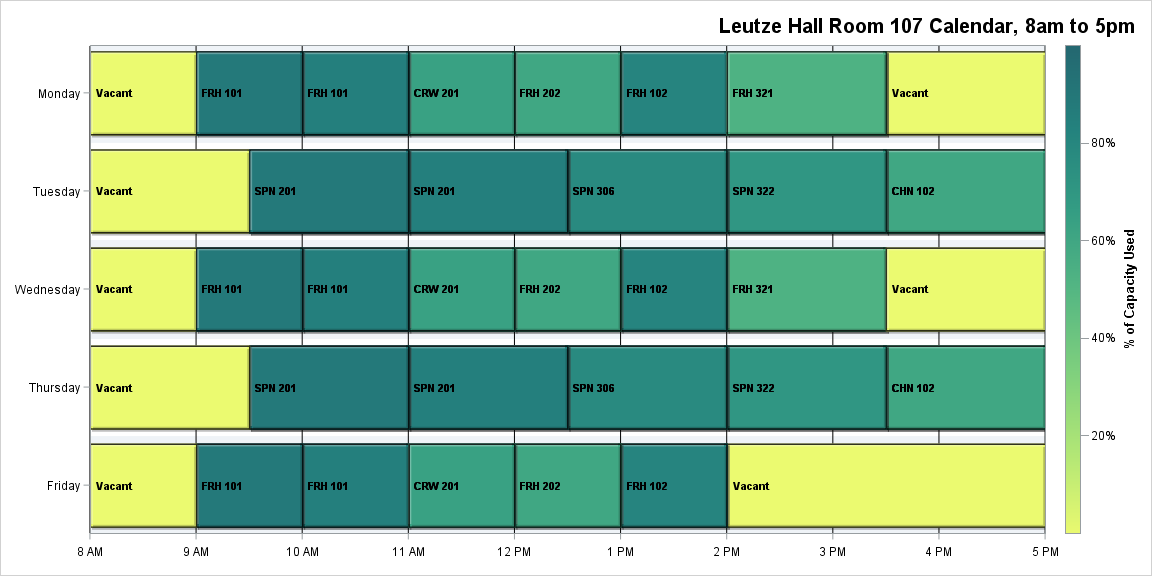 Leutze Hall Room 107 Calendar, 8am to 5pm
Monday
Vacant
FRH 101
FRH 101
CRW 201
FRH 202
FRH 102
FRH 321
Vacant
Tuesday
Vacant
SPN 201
SPN 201
SPN 306
SPN 322
CHN 102
Wednesday
Vacant
FRH 101
FRH 101
CRW 201
FRH 202
FRH 102
FRH 321
Vacant
Thursday
Vacant
SPN 201
SPN 201
SPN 306
SPN 322
CHN 102
Friday
Vacant
FRH 101
FRH 101
CRW 201
FRH 202
FRH 102
Vacant
8 AM
9 AM
10 AM
11 AM
12 PM
1 PM
2 PM
3 PM
4 PM
5 PM
80%
60%
40%
20%
% of Capacity Used